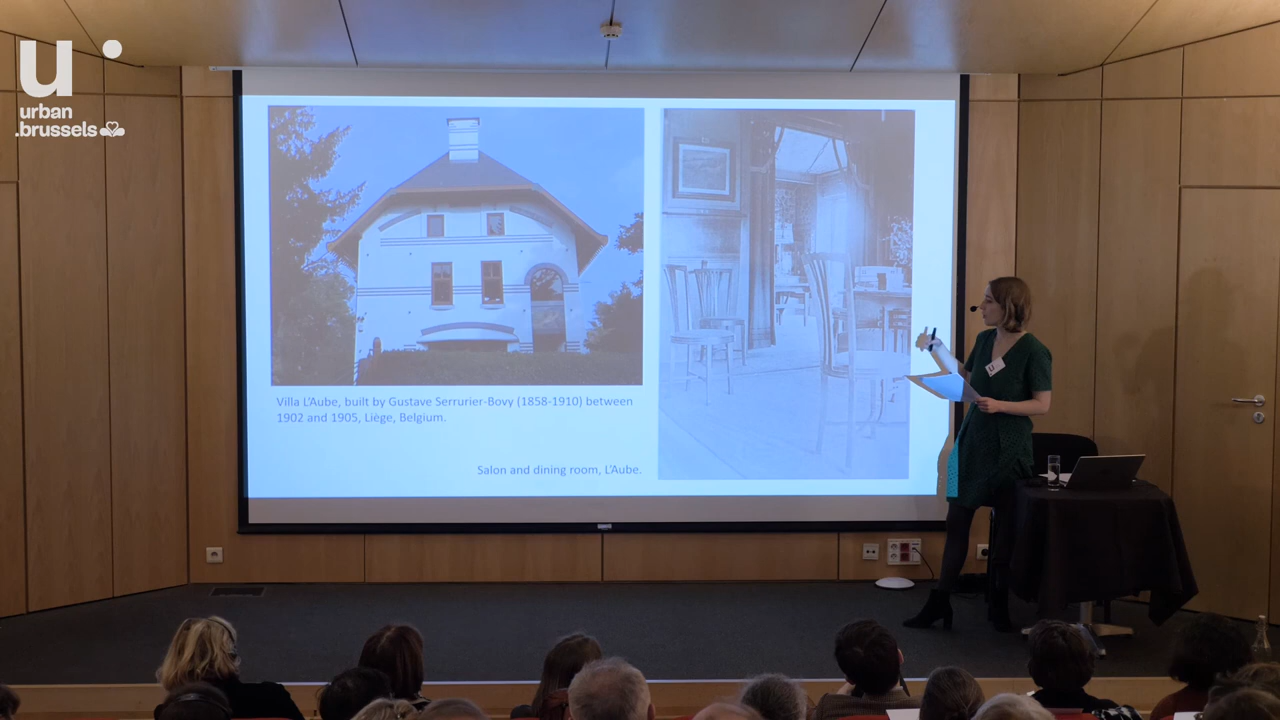 u
urban
.brussels
Villa L'Aube, built by Gustave Serrurier-Bovy (1858-1910) between
1902 and 1905, Liège, Belgium.
Salon and dining room, L'Aube.